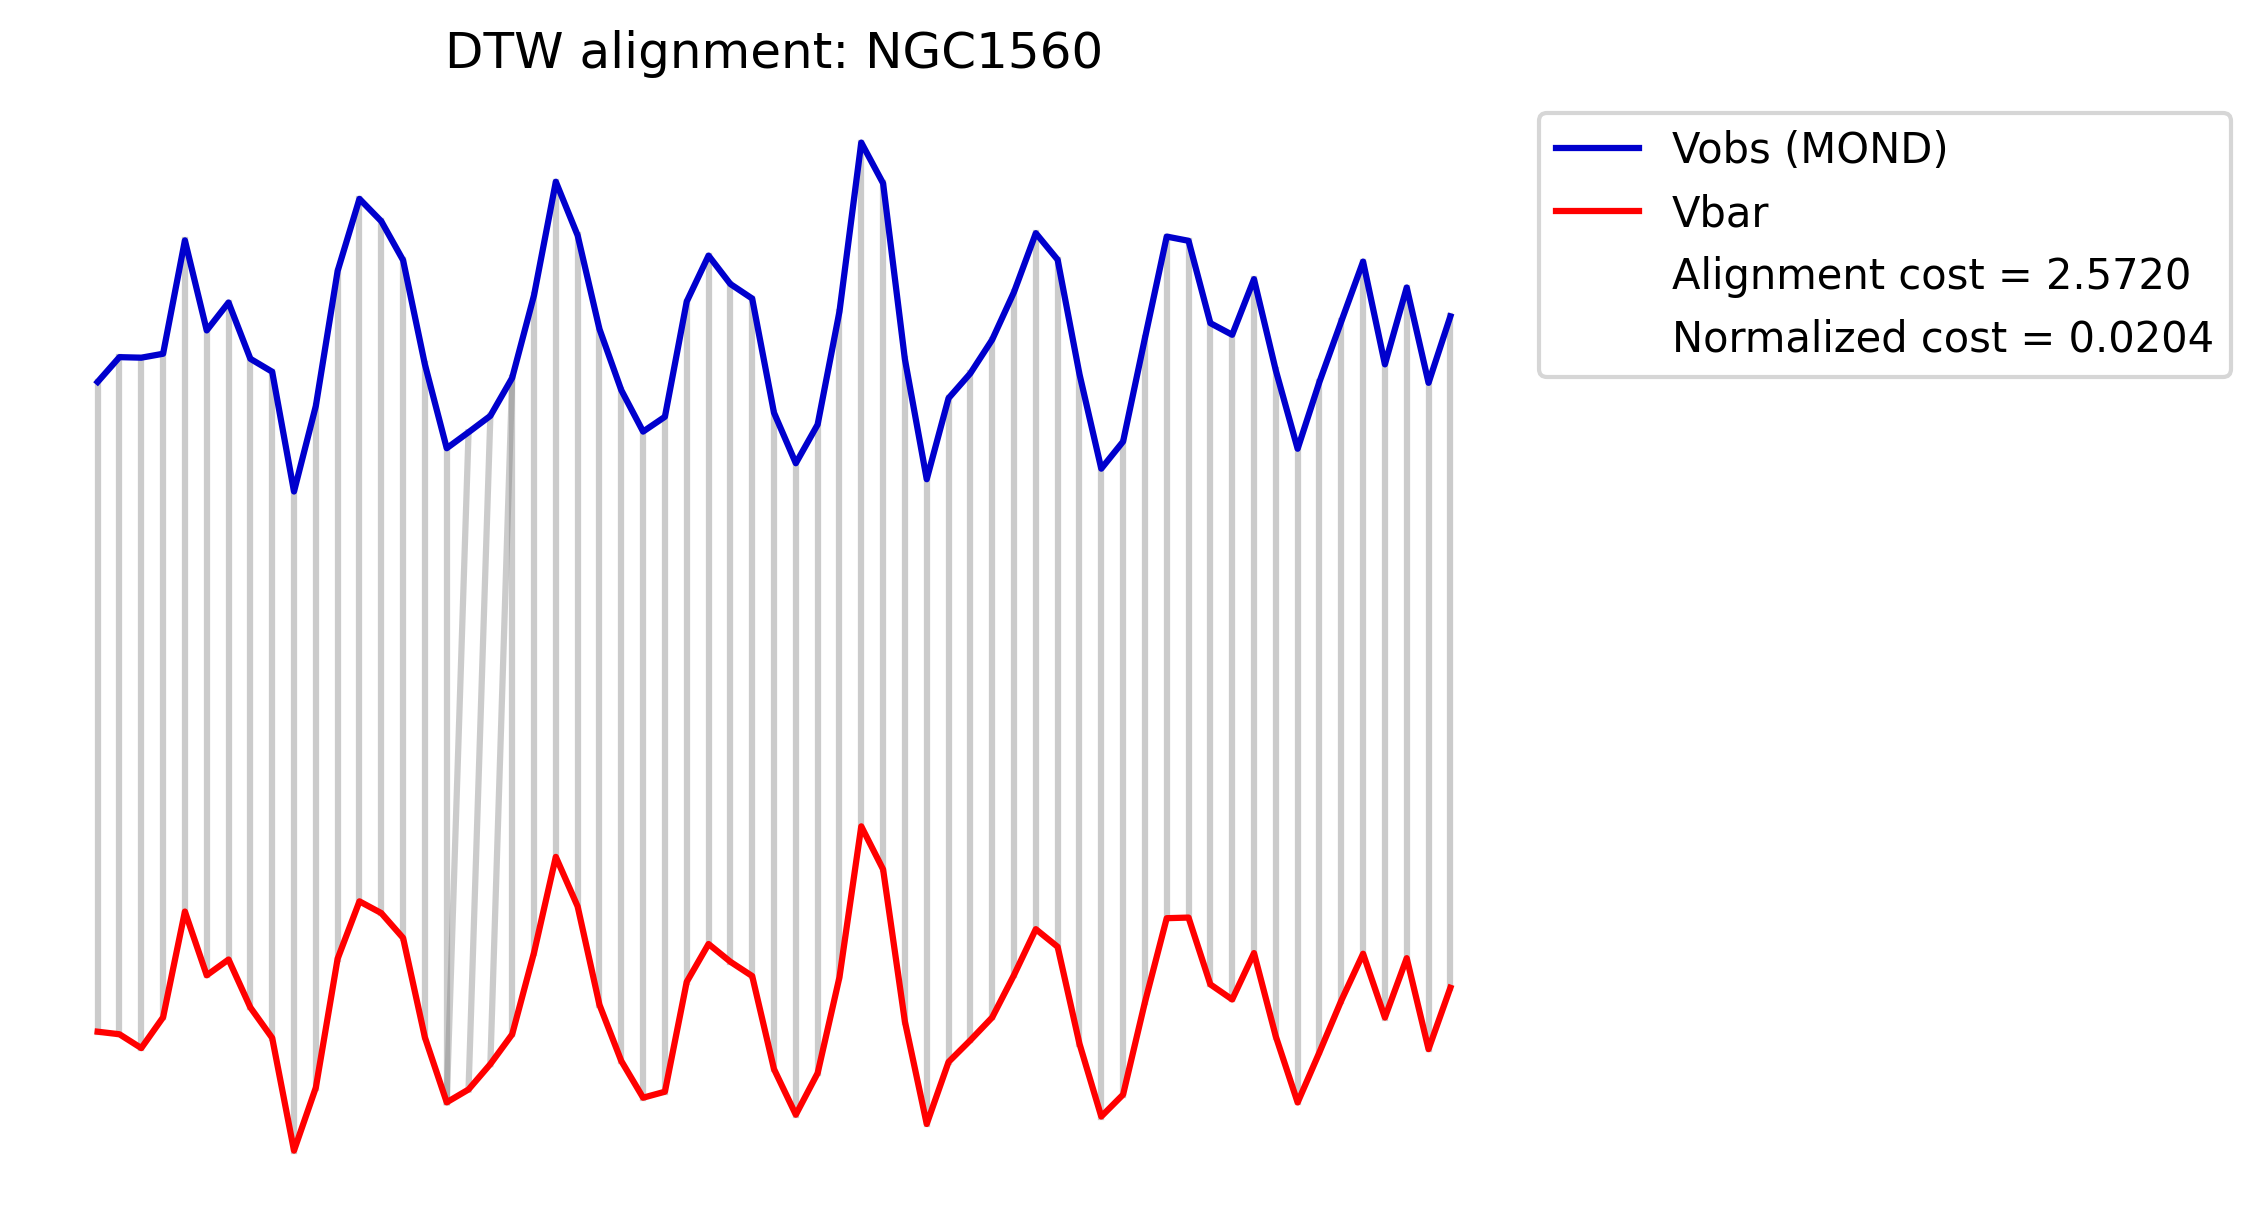 DTW alignment: NGC1560
Vobs (MOND)
Vbar
Alignment cost = 2.5720
Normalized cost = 0.0204